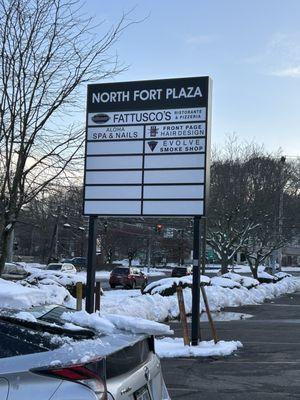 NORTH FORT PLAZA
FATTUSCO'S RISTORANTE & PIZZERIA
ALOHA
SPA & NAILS
FRONT PAGE
HAIR DESIGN
EVOLVE
SMOKE SHOP